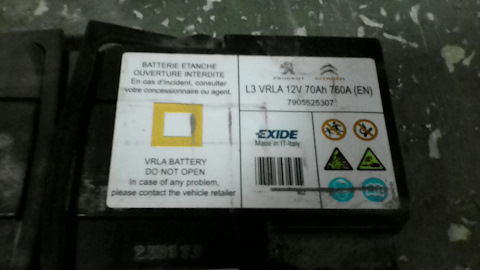 BATTERIE ETANCHE
OUVERTURE INTERDITE
En cas d'incident, consulter
votre concessionnaire ou agent.
VRLA BATTERY
DO NOT OPEN
In case of any problem,
please contact the vehicle retailer
PEUGEOT CITROËN
L3 VRLA 12V 70Ah 760A (EN)
7905525307
EXIDE
Made in IT-Italy